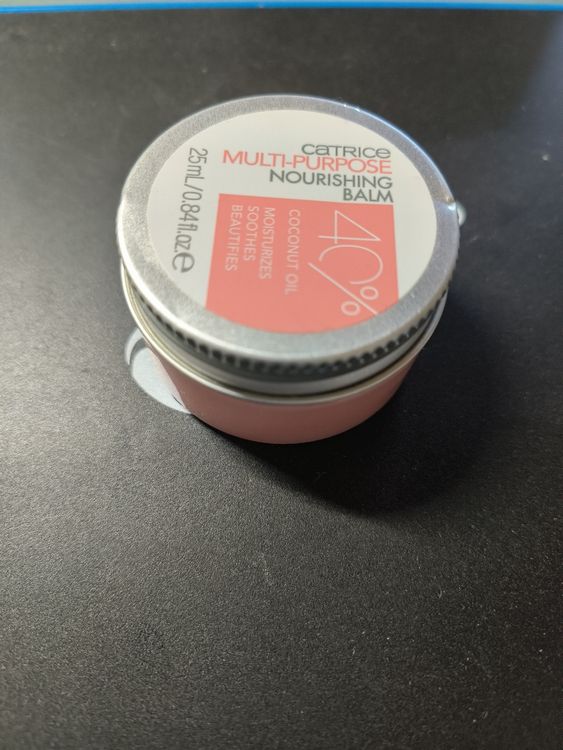 CATRICE
MULTI-PURPOSE
NOURISHING
BALM
40%
COCONUT OIL
MOISTURIZES
SOOTHES
BEAUTIFIES
25mL/0.84fl.oz℮